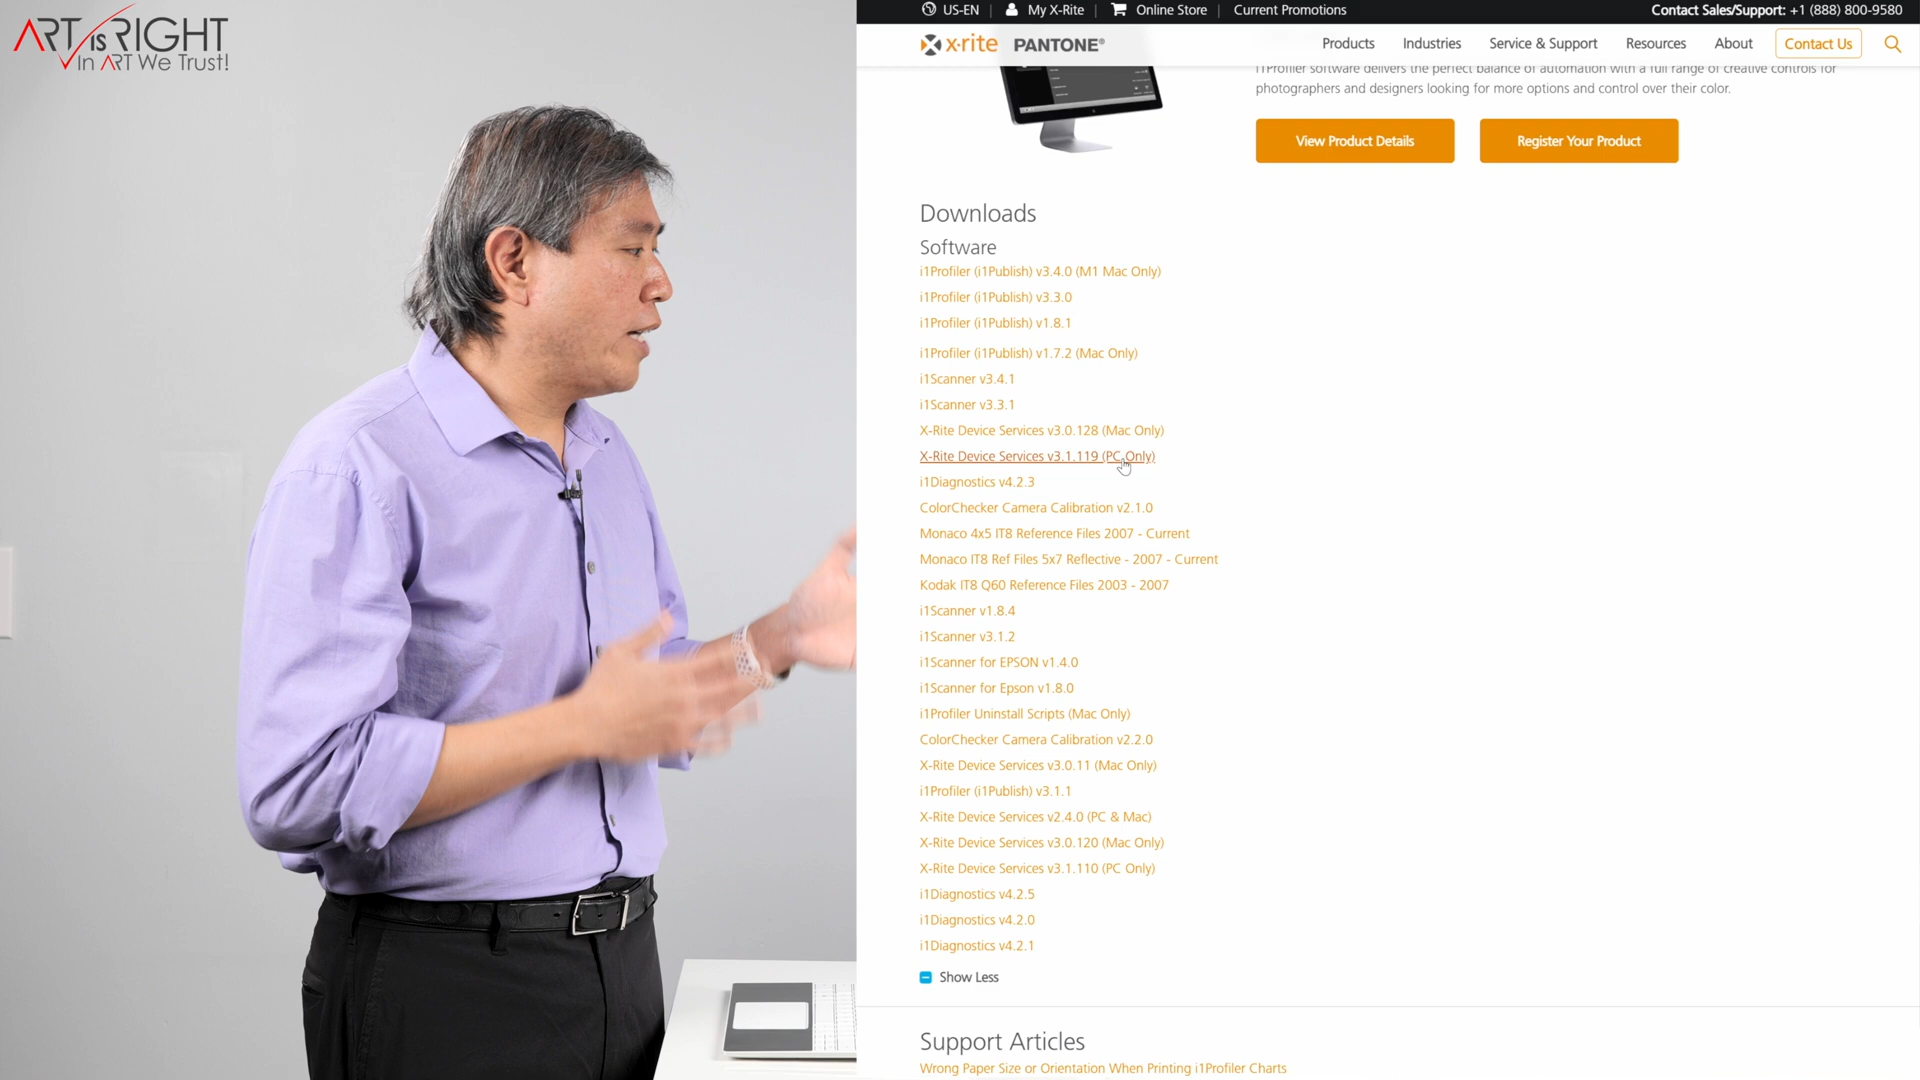 ART is RIGHT
In ART We Trust!
US-EN | My X-Rite | Online Store | Current Promotions
Contact Sales/Support: +1 (888) 800-9580
x·rite PANTONE®
Products Industries Service & Support Resources About Contact Us
i1Profiler software delivers the perfect balance of automation with a full range of creative controls for
photographers and designers looking for more options and control over their color.
View Product Details Register Your Product
Downloads
Software
i1Profiler (i1Publish) v3.4.0 (M1 Mac Only)
i1Profiler (i1Publish) v3.3.0
i1Profiler (i1Publish) v1.8.1
i1Profiler (i1Publish) v1.7.2 (Mac Only)
i1Scanner v3.4.1
i1Scanner v3.3.1
X-Rite Device Services v3.0.128 (Mac Only)
X-Rite Device Services v3.1.119 (PC Only)
i1Diagnostics v4.2.3
ColorChecker Camera Calibration v2.1.0
Monaco 4x5 IT8 Reference Files 2007 - Current
Monaco IT8 Ref Files 5x7 Reflective - 2007 - Current
Kodak IT8 Q60 Reference Files 2003 - 2007
i1Scanner v1.8.4
i1Scanner v3.1.2
i1Scanner for EPSON v1.4.0
i1Scanner for Epson v1.8.0
i1Profiler Uninstall Scripts (Mac Only)
ColorChecker Camera Calibration v2.2.0
X-Rite Device Services v3.0.11 (Mac Only)
i1Profiler (i1Publish) v3.1.1
X-Rite Device Services v2.4.0 (PC & Mac)
X-Rite Device Services v3.0.120 (Mac Only)
X-Rite Device Services v3.1.110 (PC Only)
i1Diagnostics v4.2.5
i1Diagnostics v4.2.0
i1Diagnostics v4.2.1
Show Less
Support Articles
Wrong Paper Size or Orientation When Printing i1Profiler Charts